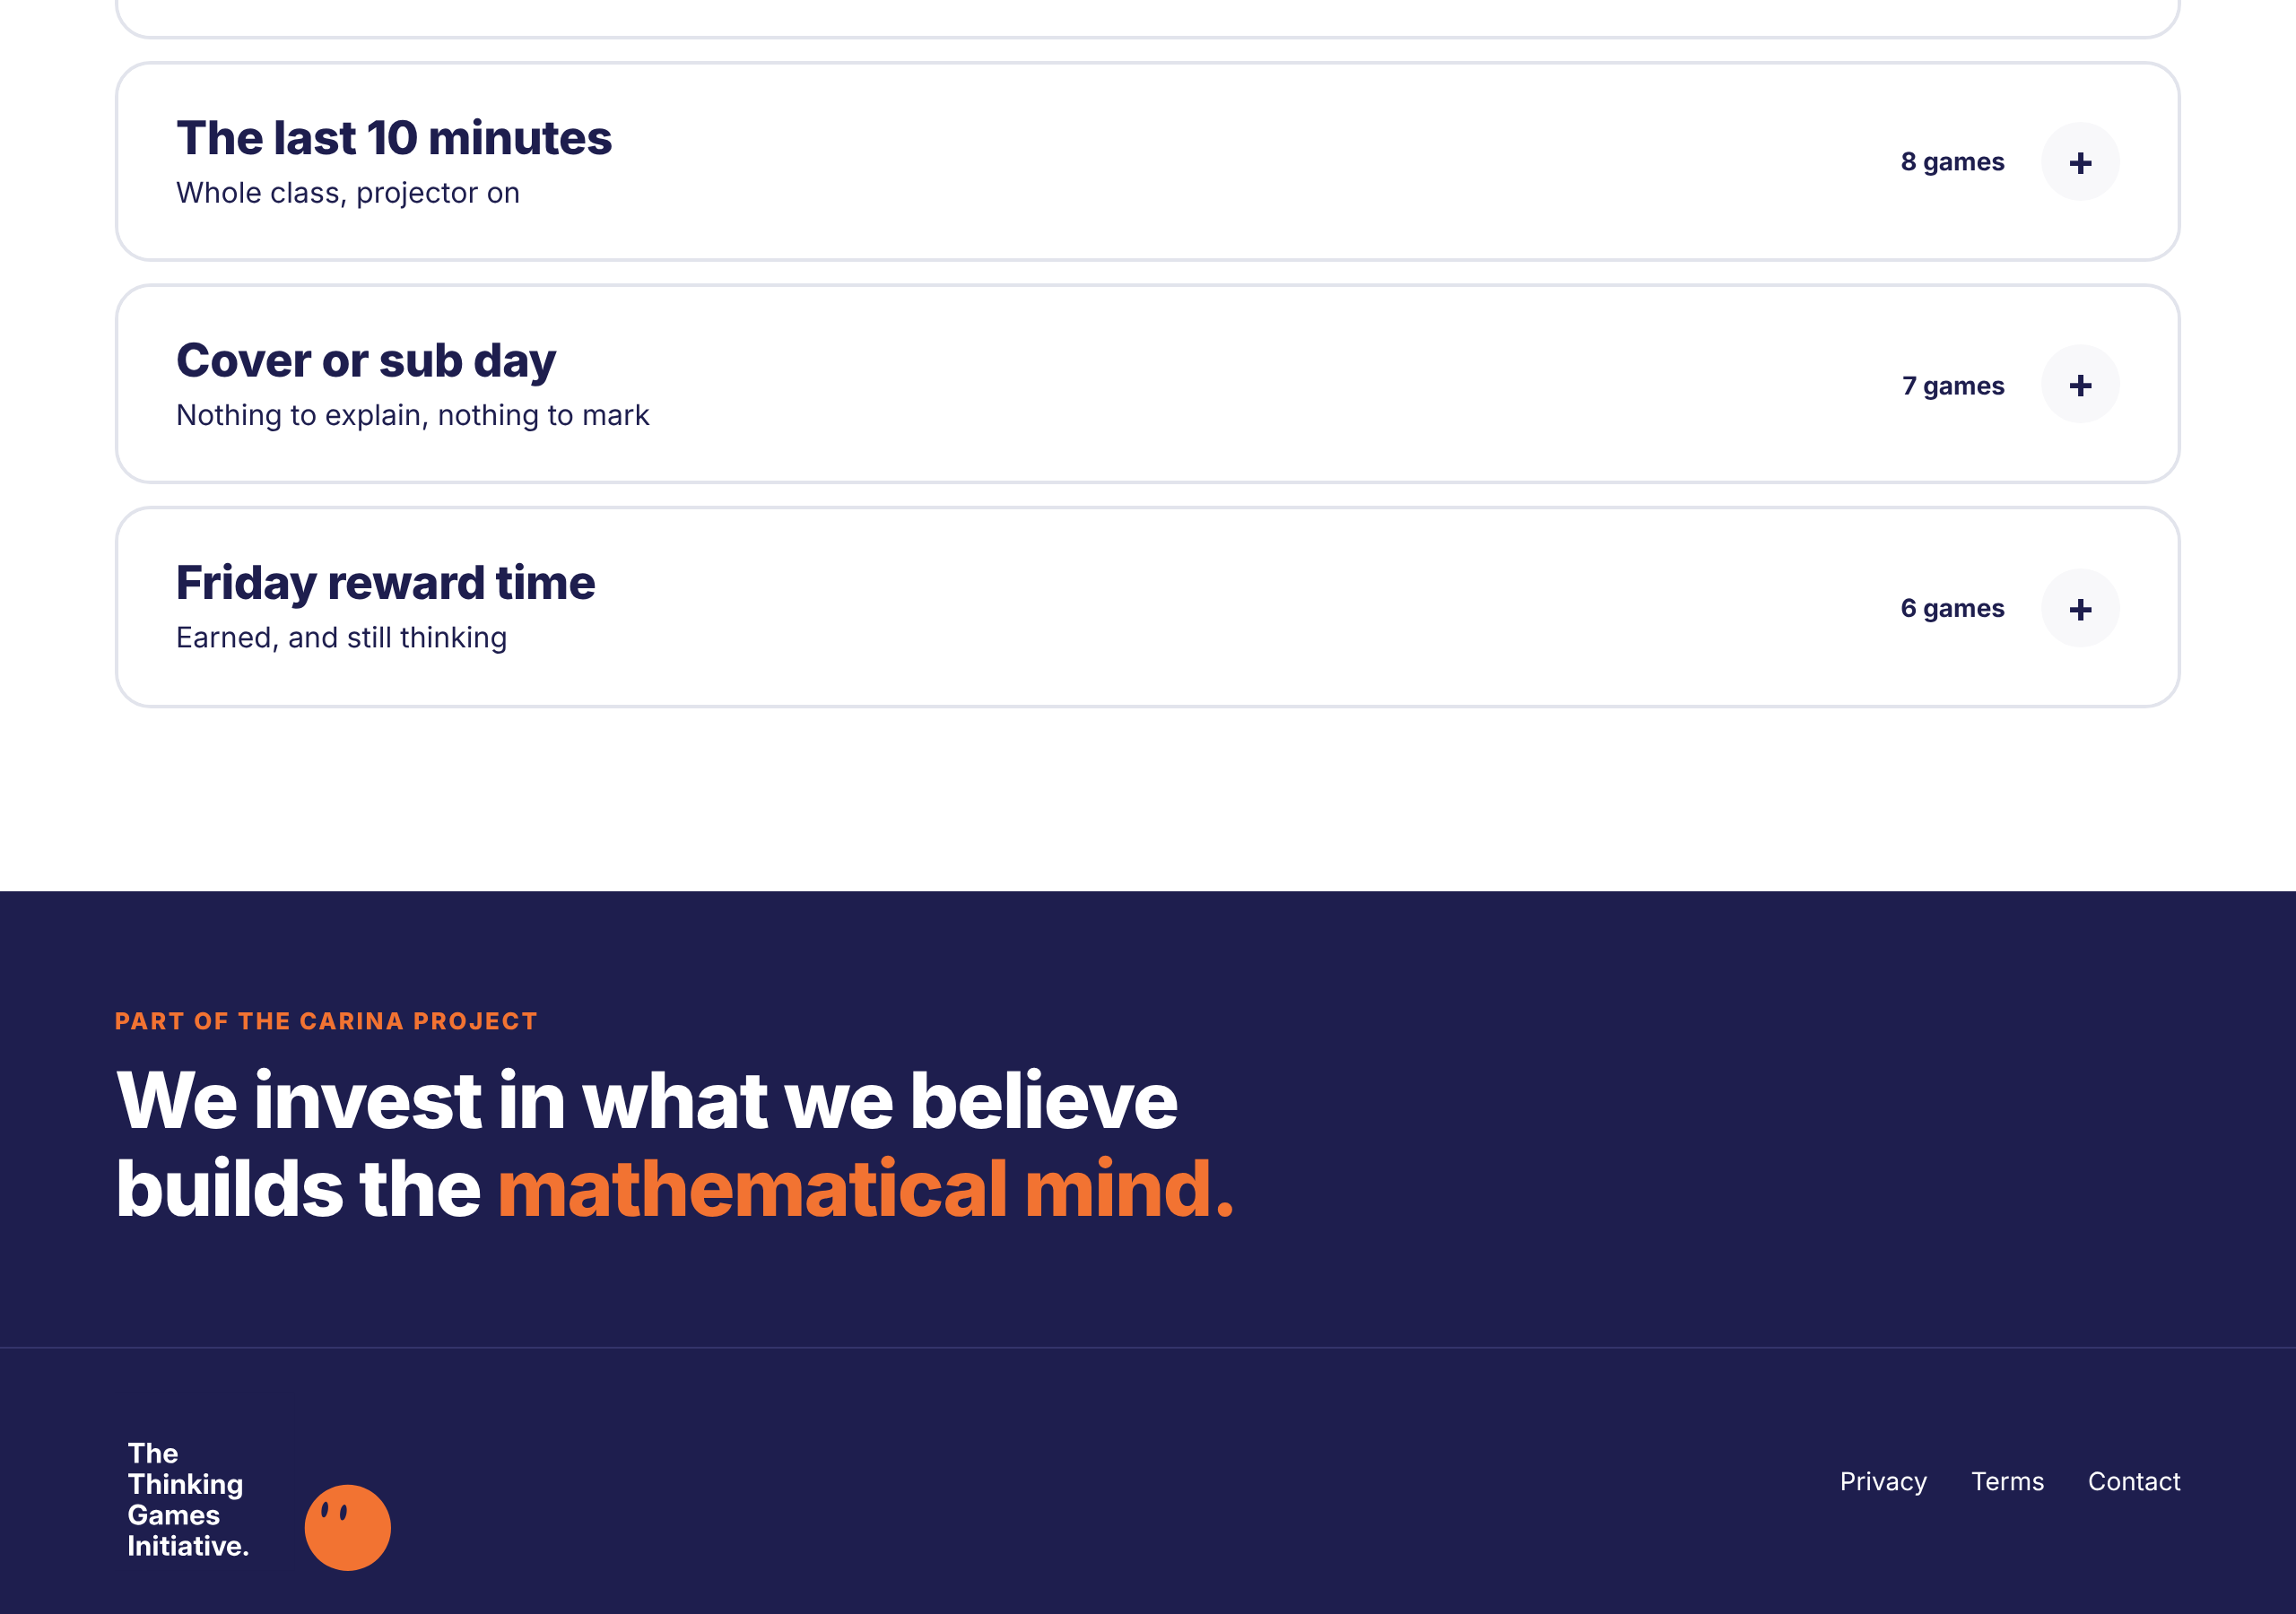 The last 10 minutes
Whole class, projector on
8 games
+
Cover or sub day
Nothing to explain, nothing to mark
7 games
+
Friday reward time
Earned, and still thinking
6 games
+
PART OF THE CARINA PROJECT
We invest in what we believe
builds the mathematical mind.
The
Thinking
Games
Initiative.
Privacy Terms Contact